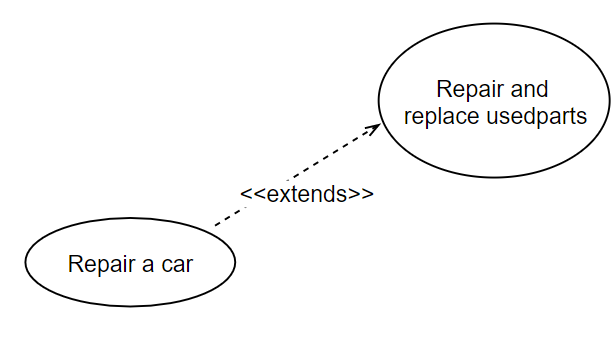 Repair and
replace usedparts
<<extends>>
Repair a car